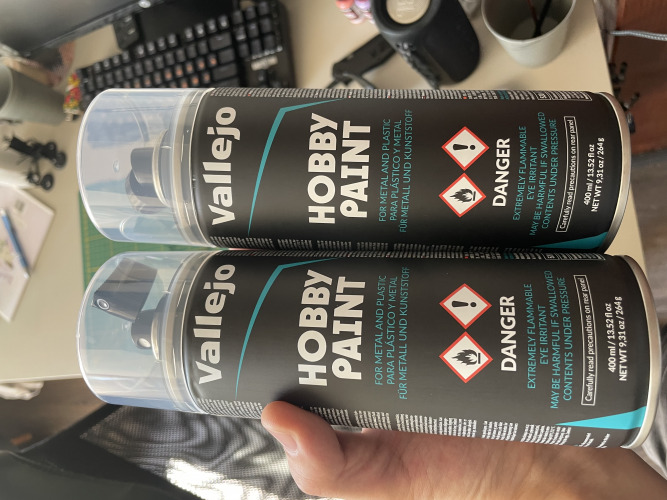 Vallejo
HOBBY
PAINT
FOR METAL AND PLASTIC
PARA PLÁSTICO Y METAL
FÜR METALL UND KUNSTSTOFF
DANGER
EXTREMELY FLAMMABLE
EYE IRRITANT
MAY BE HARMFUL IF SWALLOWED
CONTENTS UNDER PRESSURE
Carefully read precautions on rear panel
400 ml / 13.52 fl oz
NET WT 9.31 oz / 264 g
Vallejo
HOBBY
PAINT
FOR METAL AND PLASTIC
PARA PLÁSTICO Y METAL
FÜR METALL UND KUNSTSTOFF
DANGER
EXTREMELY FLAMMABLE
EYE IRRITANT
MAY BE HARMFUL IF SWALLOWED
CONTENTS UNDER PRESSURE
Carefully read precautions on rear panel
400 ml / 13.52 fl oz
NET WT 9.31 oz / 264 g